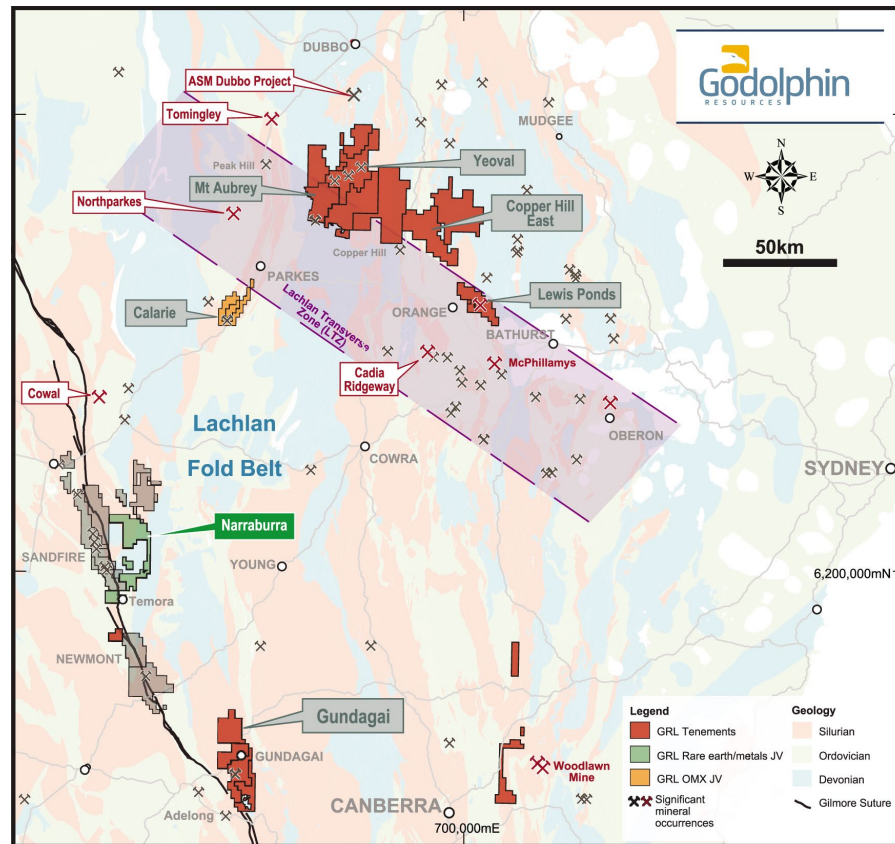 DUBBO
Godolphin
RESOURCES
ASM Dubbo Project
Tomingley
MUDGEE
N
W E
S
Peak Hill
Yeoval
Mt Aubrey
Northparkes
Copper Hill
East
Copper Hill
50km
PARKES
Lachlan Transverse
Zone (LTZ)
Calarie
Lewis Ponds
ORANGE
BATHURST
McPhillamys
Cadia
Ridgeway
Cowal
Lachlan
Fold Belt
OBERON
COWRA
SYDNEY
Narraburra
SANDFIRE
YOUNG
6,200,000mN
Temora
NEWMONT
Gundagai
GUNDAGAI
Woodlawn
Mine
Adelong
CANBERRA
700,000mE
Legend
GRL Tenements
GRL Rare earth/metals JV
GRL OMX JV
Significant
mineral
occurrences
Geology
Silurian
Ordovician
Devonian
Gilmore Suture